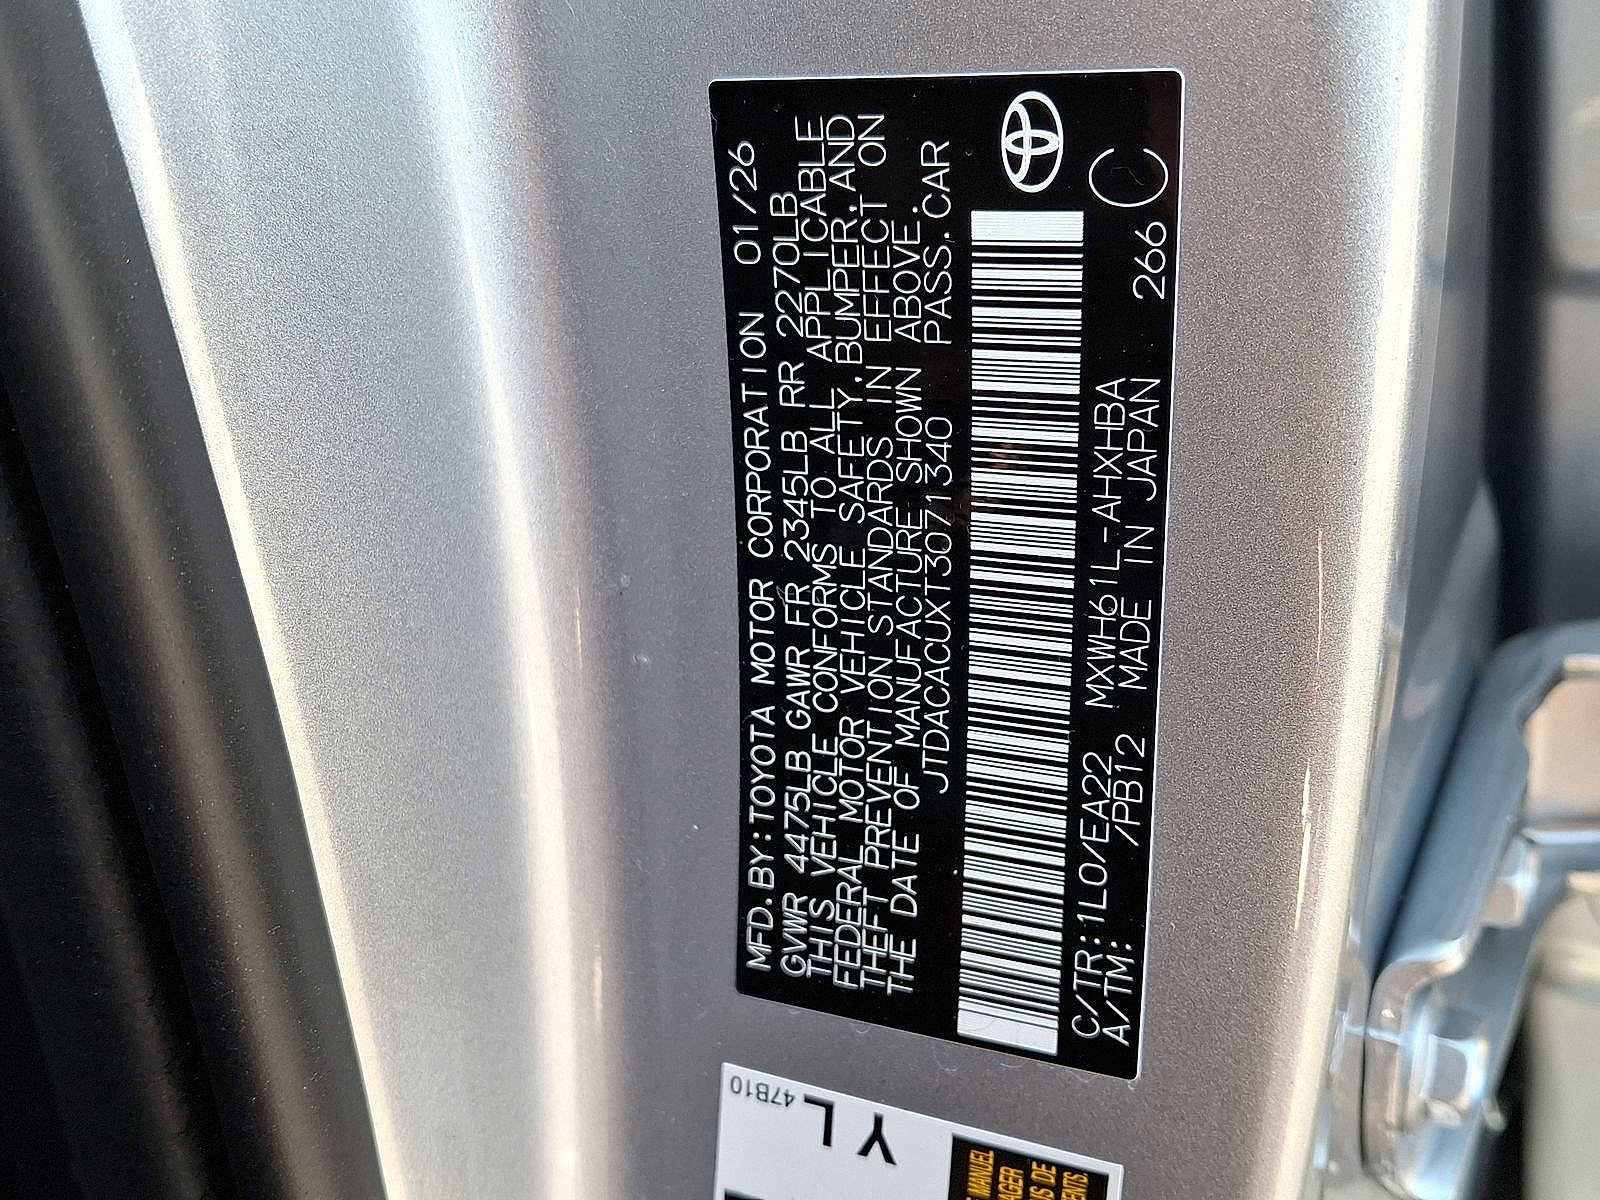 MFD.BY:TOYOTA MOTOR CORPORATION 01/26
GVWR 4475LB GAWR FR 2345LB RR 2270LB
THIS VEHICLE CONFORMS TO ALL APPLICABLE
FEDERAL MOTOR VEHICLE SAFETY,BUMPER,AND
THEFT PREVENTION STANDARDS IN EFFECT ON
THE DATE OF MANUFACTURE SHOWN ABOVE.
JTDACACUXT3071340 PASS.CAR
C/TR:1L0/EA22 MXWH61L-AHXHBA
A/TM: /PB12 MADE IN JAPAN 266 C
47B10
YL
MANUEL
DE